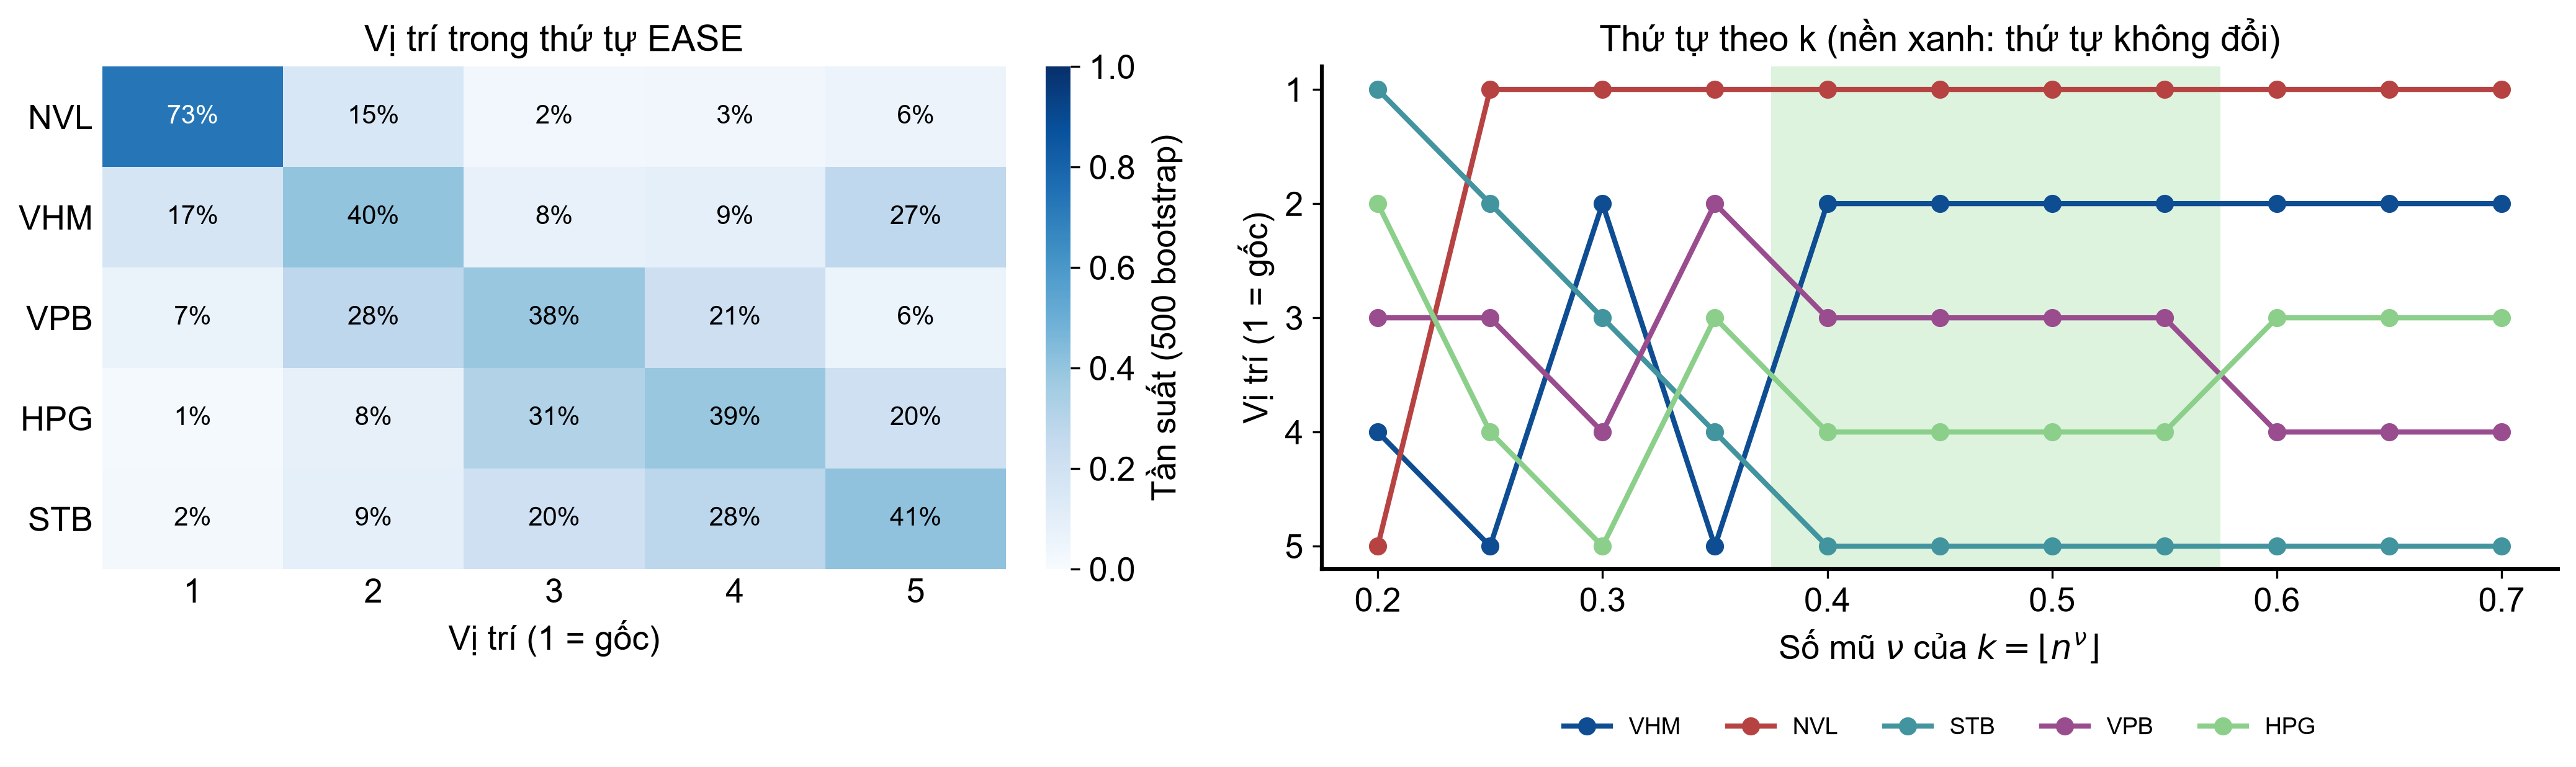 Vị trí trong thứ tự EASE
NVL 73% 15% 2% 3% 6%
VHM 17% 40% 8% 9% 27%
VPB 7% 28% 38% 21% 6%
HPG 1% 8% 31% 39% 20%
STB 2% 9% 20% 28% 41%
1 2 3 4 5
Vị trí (1 = gốc)
1.0
0.8
0.6
0.4
0.2
0.0
Tần suất (500 bootstrap)
Thứ tự theo k (nền xanh: thứ tự không đổi)
1
2
3
4
5
Vị trí (1 = gốc)
0.2 0.3 0.4 0.5 0.6 0.7
Số mũ ν của k = ⌊n^ν⌋
VHM NVL STB VPB HPG